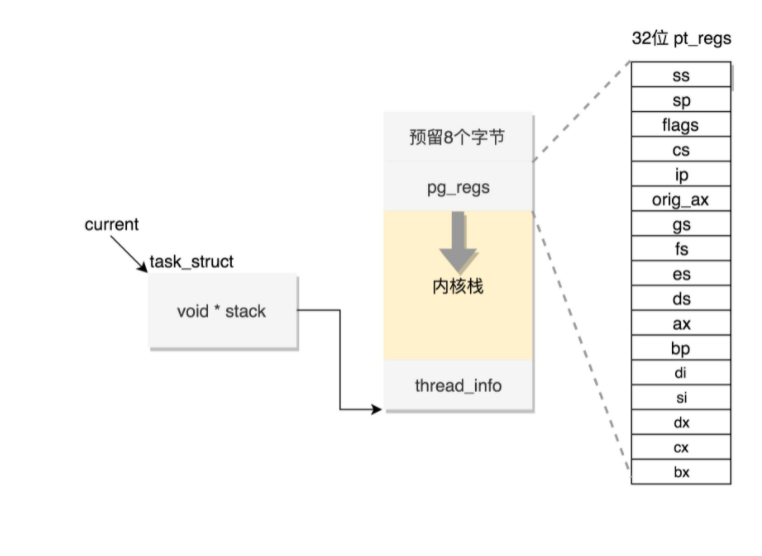 32位 pt_regs
ss
sp
flags
cs
ip
orig_ax
gs
fs
es
ds
ax
bp
di
si
dx
cx
bx
预留8个字节
pg_regs
内核栈
thread_info
current
task_struct
void * stack